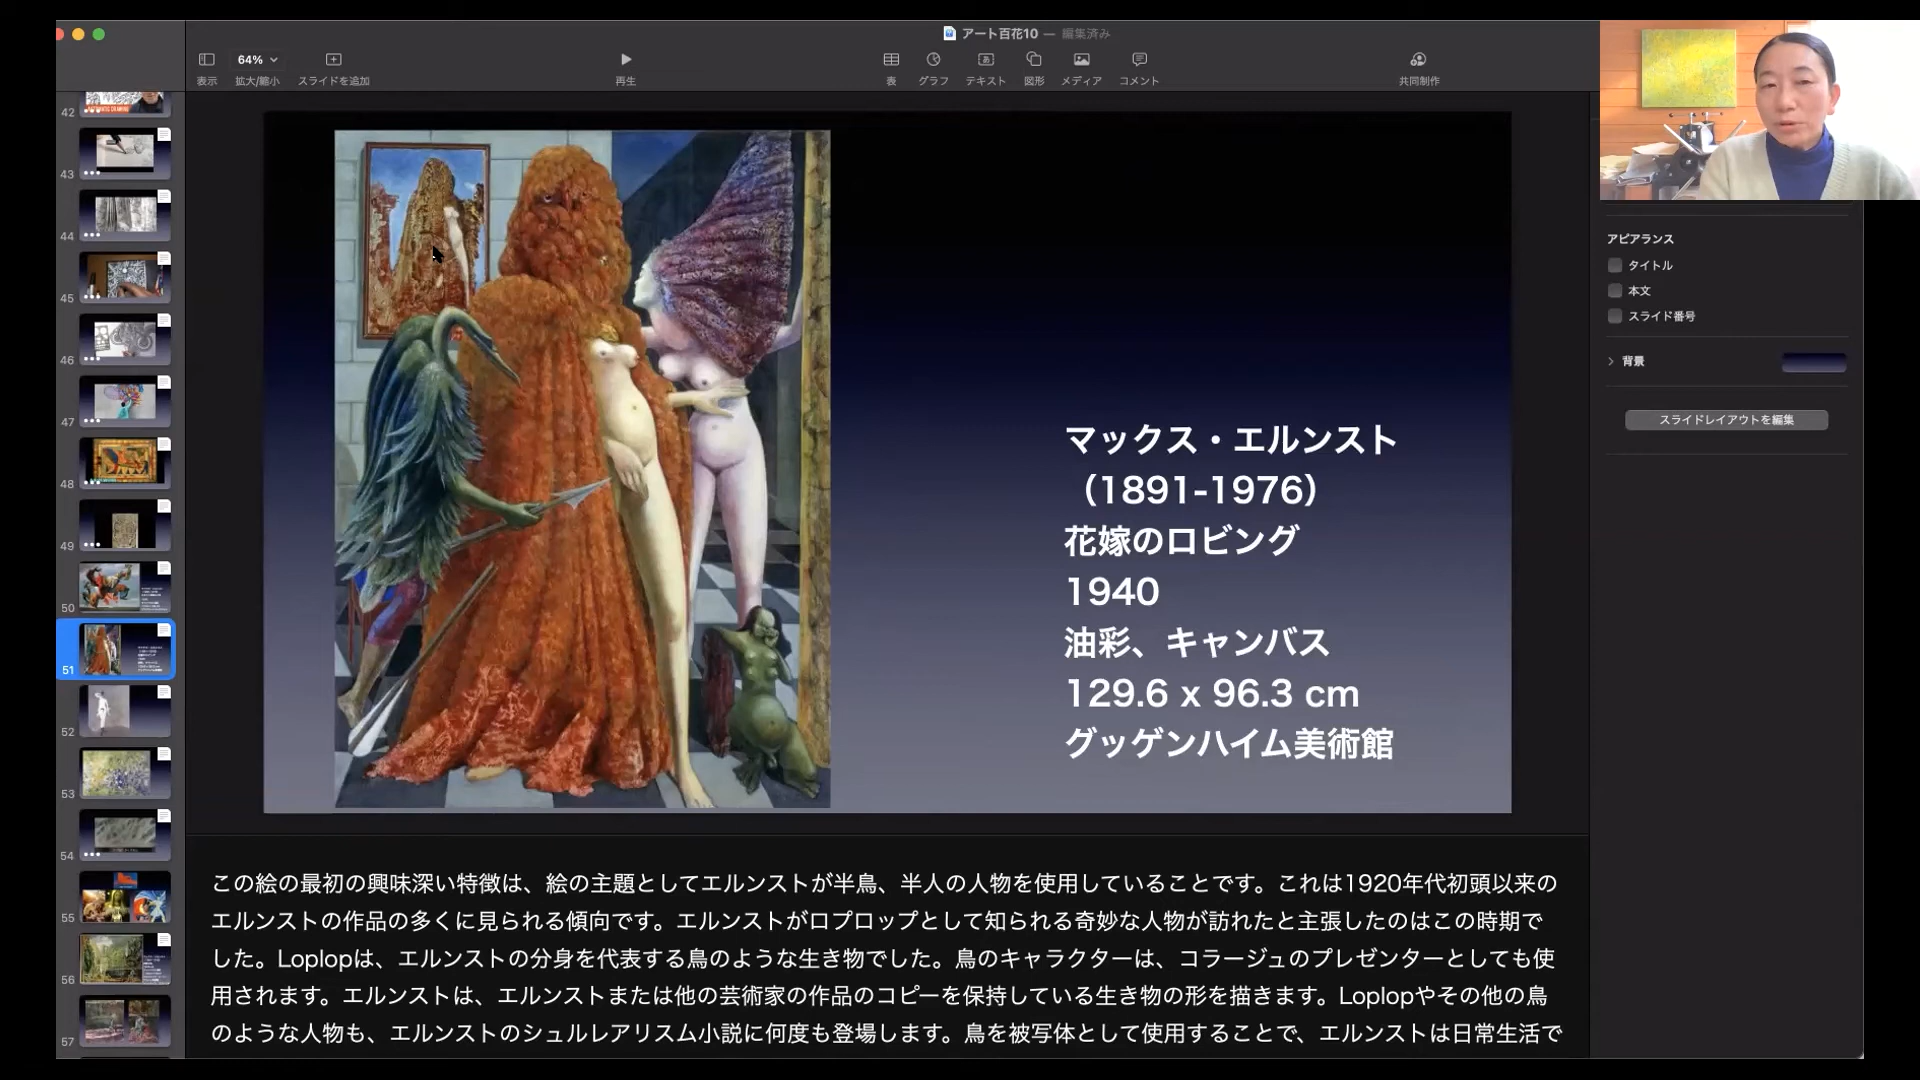 アート百花10 — 編集済み
64%
表示
拡大/縮小
スライドを追加
再生
表
グラフ
テキスト
図形
メディア
コメント
共同制作
42
43
44
45
46
47
48
49
50
51
52
53
54
55
56
57
マックス・エルンスト
（1891-1976）
花嫁のロビング
1940
油彩、キャンバス
129.6 x 96.3 cm
グッゲンハイム美術館
アピアランス
タイトル
本文
スライド番号
背景
スライドレイアウトを編集
この絵の最初の興味深い特徴は、絵の主題としてエルンストが半鳥、半人の人物を使用していることです。これは1920年代初頭以来の
エルンストの作品の多くに見られる傾向です。エルンストがロプロップとして知られる奇妙な人物が訪れたと主張したのはこの時期で
した。Loplopは、エルンストの分身を代表する鳥のような生き物でした。鳥のキャラクターは、コラージュのプレゼンターとしても使
用されます。エルンストは、エルンストまたは他の芸術家の作品のコピーを保持している生き物の形を描きます。Loplopやその他の鳥
のような人物も、エルンストのシュルレアリスム小説に何度も登場します。鳥を被写体として使用することで、エルンストは日常生活で